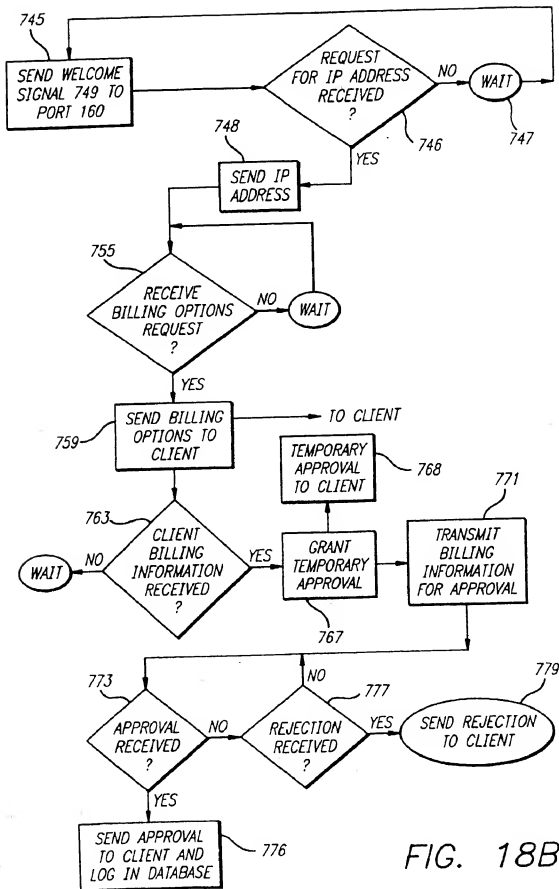 745
SEND WELCOME
SIGNAL 749 TO
PORT 160
REQUEST
FOR IP ADDRESS
RECEIVED
?
NO
WAIT
747
746
YES
748
SEND IP
ADDRESS
755
RECEIVE
BILLING OPTIONS
REQUEST
?
NO
WAIT
YES
759
SEND BILLING
OPTIONS TO
CLIENT
TO CLIENT
TEMPORARY
APPROVAL
TO CLIENT
768
763
CLIENT
BILLING
INFORMATION
RECEIVED
?
NO
WAIT
YES
GRANT
TEMPORARY
APPROVAL
767
771
TRANSMIT
BILLING
INFORMATION
FOR APPROVAL
773
APPROVAL
RECEIVED
?
NO
NO
777
REJECTION
RECEIVED
?
YES
779
SEND REJECTION
TO CLIENT
YES
SEND APPROVAL
TO CLIENT AND
LOG IN DATABASE
776
FIG. 18B